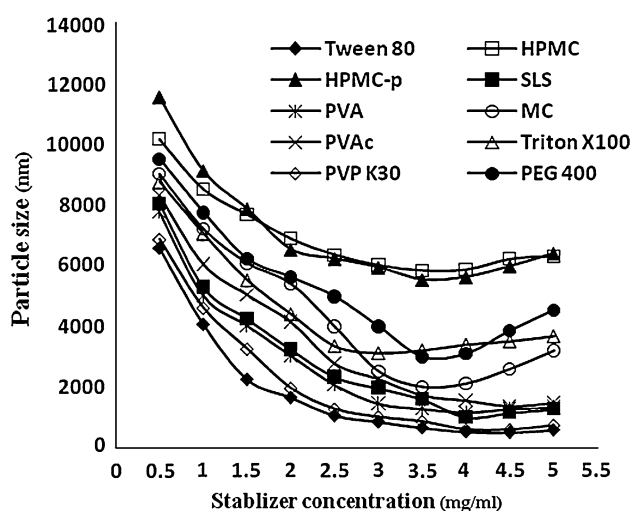 14000
12000
10000
8000
6000
4000
2000
0
Particle size (nm)
Tween 80
HPMC
HPMC-p
SLS
PVA
MC
PVAc
Triton X100
PVP K30
PEG 400
0 0.5 1 1.5 2 2.5 3 3.5 4 4.5 5 5.5
Stablizer concentration (mg/ml)